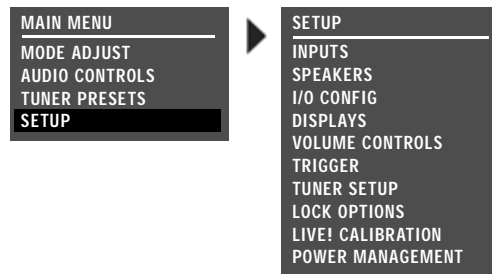 MAIN MENU
MODE ADJUST
AUDIO CONTROLS
TUNER PRESETS
SETUP
SETUP
INPUTS
SPEAKERS
I/O CONFIG
DISPLAYS
VOLUME CONTROLS
TRIGGER
TUNER SETUP
LOCK OPTIONS
LIVE! CALIBRATION
POWER MANAGEMENT